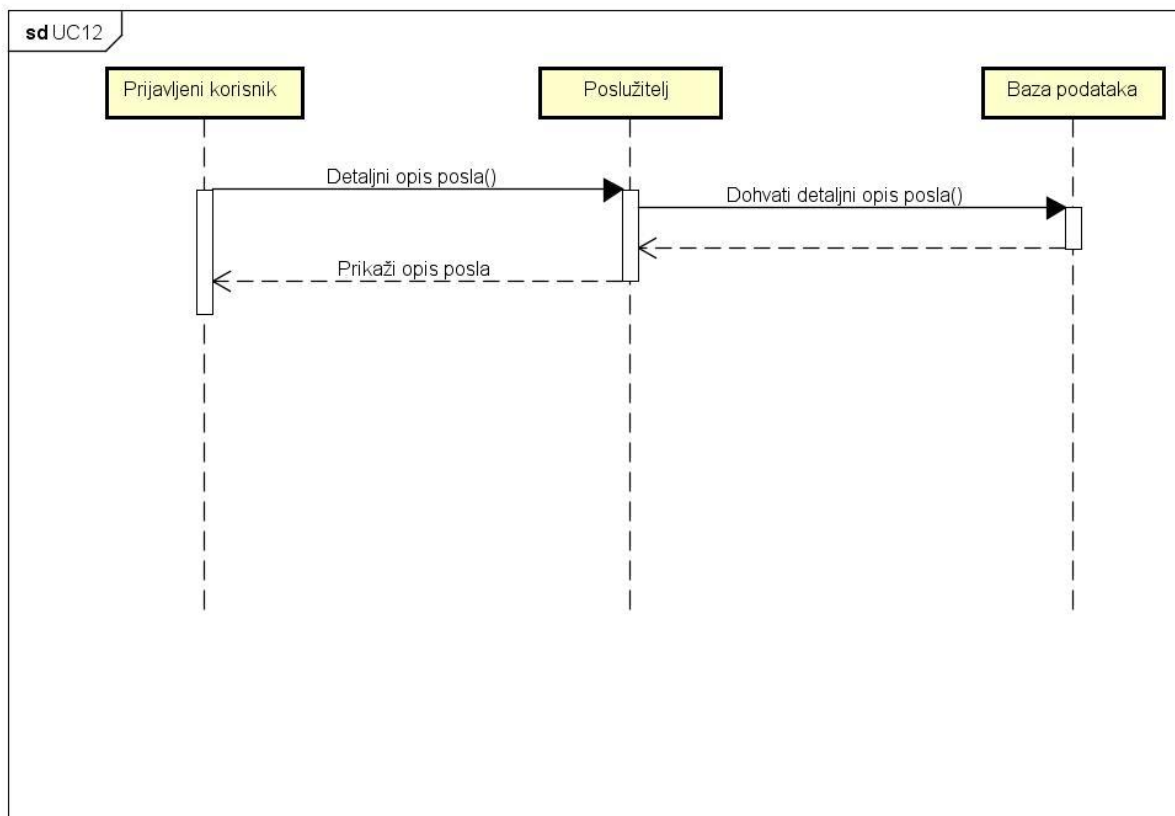 sd UC12
Prijavljeni korisnik
Poslužitelj
Baza podataka
Detaljni opis posla()
Dohvati detaljni opis posla()
Prikaži opis posla